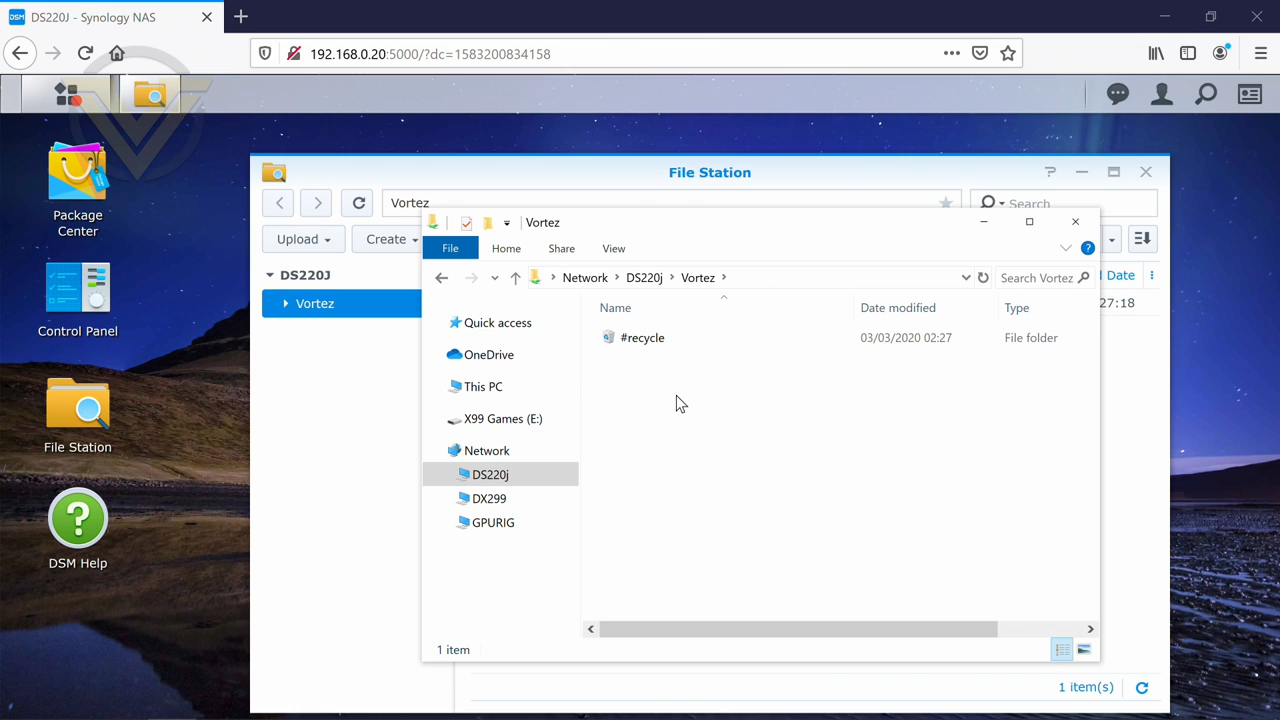 DSM DS220J - Synology NAS
192.168.0.20:5000/?dc=1583200834158
Package
Center
Control Panel
File Station
DSM Help
File Station
Vortez
Search
Upload
Create
DS220J
Vortez
Date
27:18
1 item(s)
Vortez
File Home Share View
Network DS220j Vortez
Search Vortez
Quick access
OneDrive
This PC
X99 Games (E:)
Network
DS220j
DX299
GPURIG
Name Date modified Type
#recycle 03/03/2020 02:27 File folder
1 item